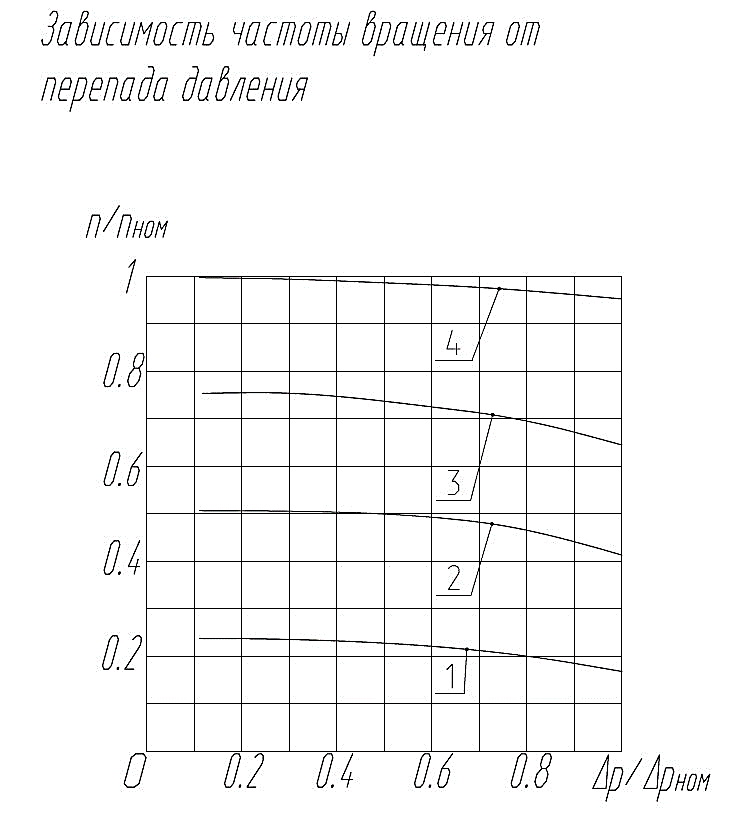 Зависимость частоты вращения от
перепада давления
n/nном
1
4
0.8
3
0.6
2
0.4
1
0.2
0 0.2 0.4 0.6 0.8 Δp/Δpном